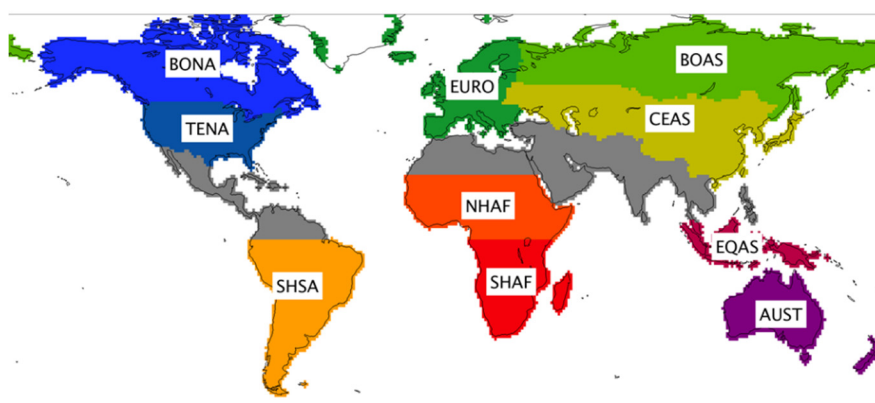 BONA
BOAS
EURO
TENA
CEAS
NHAF
EQAS
SHSA
SHAF
AUST